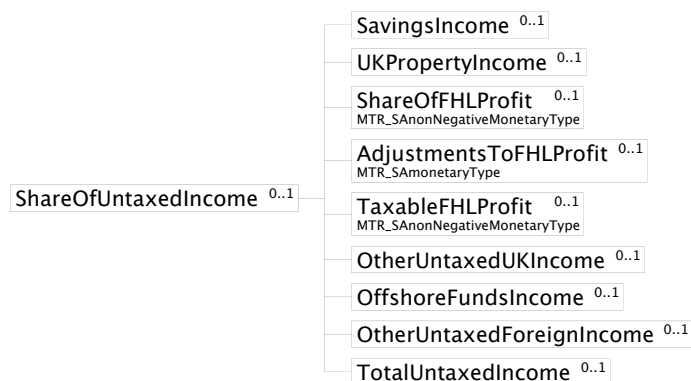 SavingsIncome 0..1
UKPropertyIncome 0..1
ShareOfFHLProfit 0..1
MTR_SAnonNegativeMonetaryType
AdjustmentsToFHLProfit 0..1
MTR_SAmonetaryType
ShareOfUntaxedIncome 0..1
TaxableFHLProfit 0..1
MTR_SAnonNegativeMonetaryType
OtherUntaxedUKIncome 0..1
OffshoreFundsIncome 0..1
OtherUntaxedForeignIncome 0..1
TotalUntaxedIncome 0..1